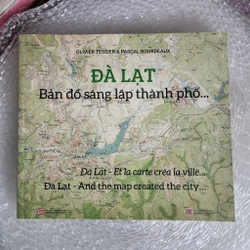 OLIVIER TESSIER & PASCAL BOURDEAUX
ĐÀ LẠT
Bản đồ sáng lập thành phố...
Đà Lạt - Et la carte créa la ville...
Đà Lạt - And the map created the city...